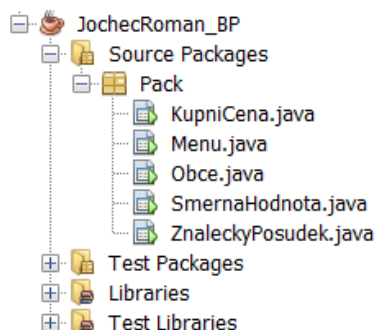 JochecRoman_BP
Source Packages
Pack
KupniCena.java
Menu.java
Obce.java
SmernaHodnota.java
ZnaleckyPosudek.java
Test Packages
Libraries
Test Libraries